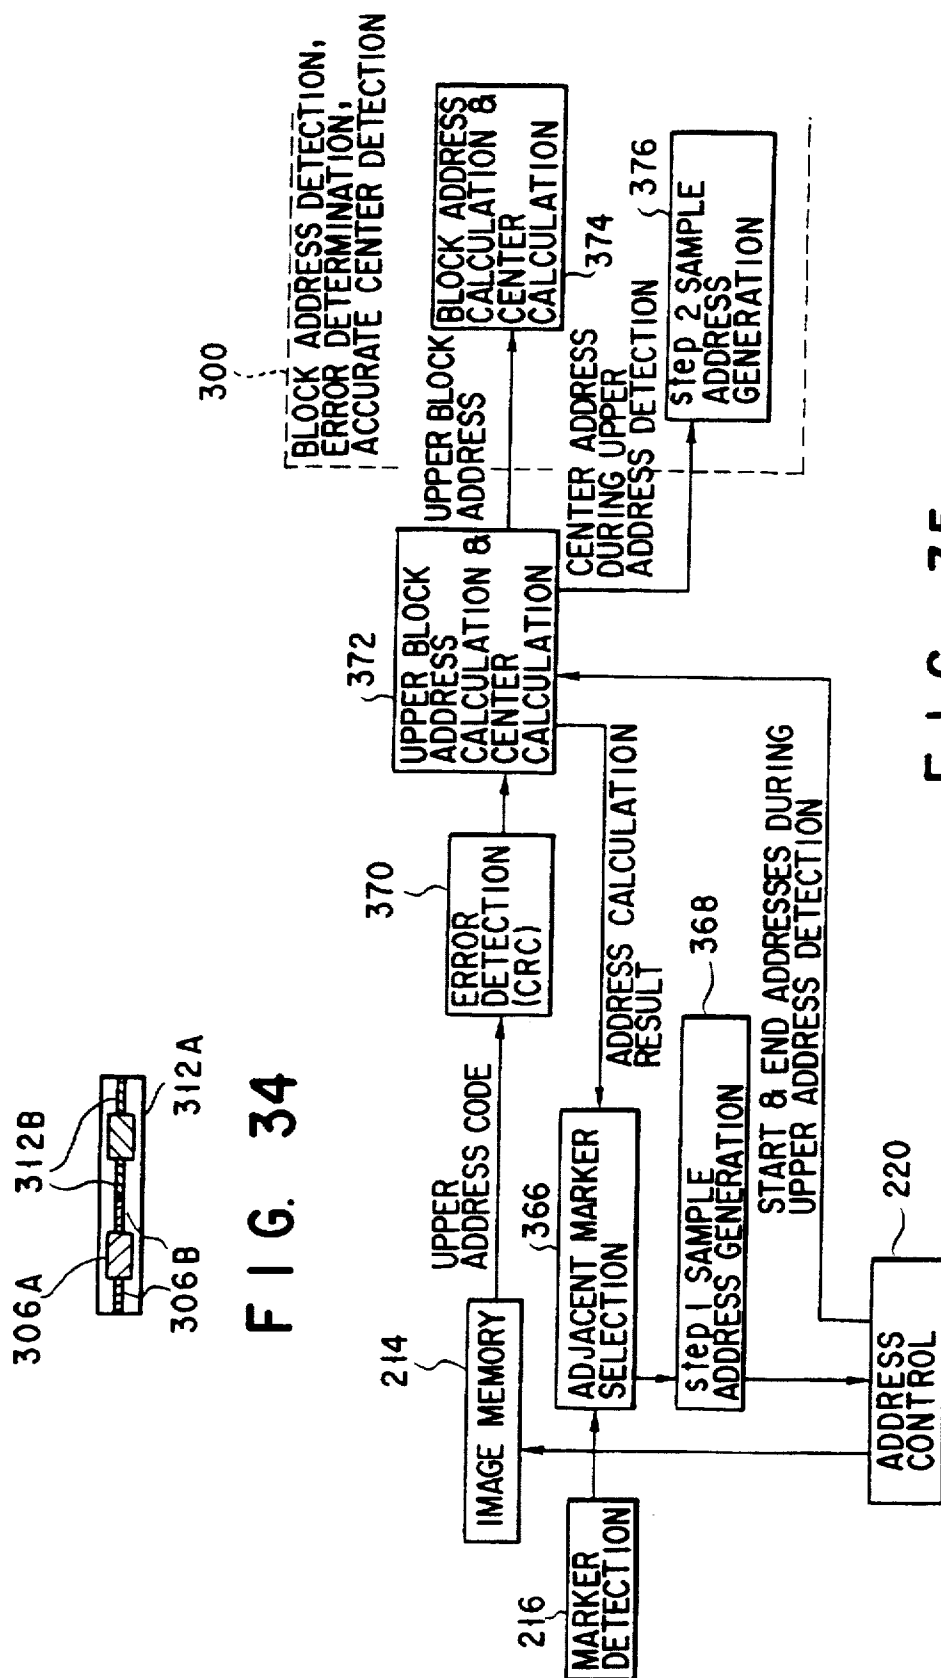 306A
306B
312B
312A
FIG. 34
300
BLOCK ADDRESS DETECTION,
ERROR DETERMINATION,
ACCURATE CENTER DETECTION
214
IMAGE MEMORY
UPPER
ADDRESS CODE
370
ERROR
DETECTION
(CRC)
372
UPPER BLOCK
ADDRESS
CALCULATION &
CENTER
CALCULATION
UPPER BLOCK
ADDRESS
BLOCK ADDRESS
CALCULATION &
CENTER
CALCULATION
374
CENTER ADDRESS
DURING UPPER
ADDRESS DETECTION
376
step 2 SAMPLE
ADDRESS
GENERATION
216
MARKER
DETECTION
366
ADJACENT MARKER
SELECTION
ADDRESS CALCULATION
RESULT
step 1 SAMPLE
ADDRESS GENERATION
368
START & END ADDRESSES DURING
UPPER ADDRESS DETECTION
220
ADDRESS
CONTROL